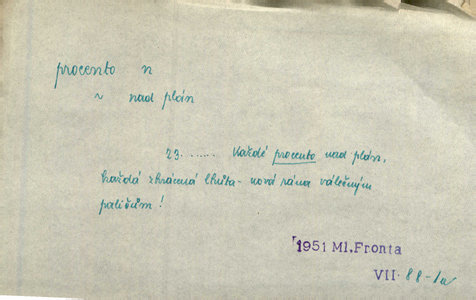 procento n
~ nad plán
23. ...... Každé procento nad plán,
každá zkrácená lhůta - nová rána válečným
paličům!
1951 Ml.Fronta
VII. 88-1a